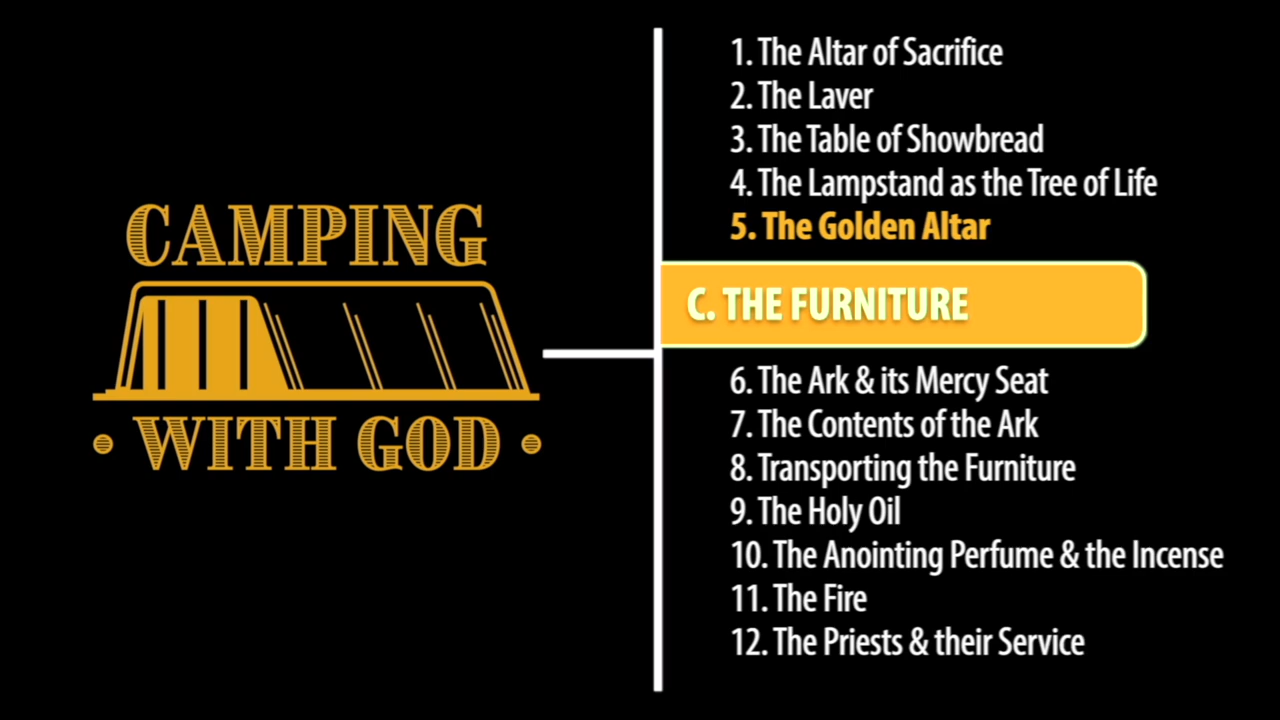 CAMPING
• WITH GOD •
1. The Altar of Sacrifice
2. The Laver
3. The Table of Showbread
4. The Lampstand as the Tree of Life
5. The Golden Altar
C. THE FURNITURE
6. The Ark & its Mercy Seat
7. The Contents of the Ark
8. Transporting the Furniture
9. The Holy Oil
10. The Anointing Perfume & the Incense
11. The Fire
12. The Priests & their Service